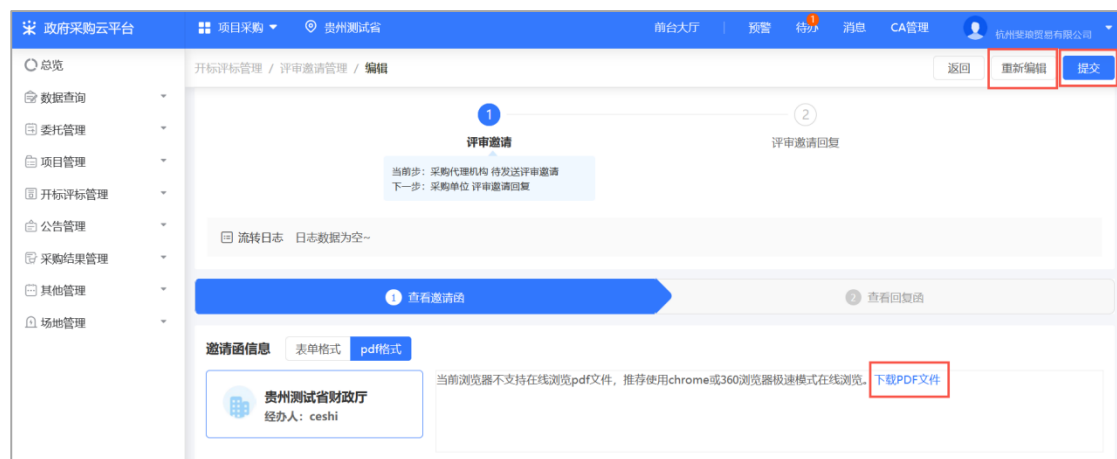 政府采购云平台 项目采购 贵州测试省 前台大厅 预警 待办 1 消息 CA管理 杭州斐琅贸易有限公司
总览
开标评标管理 / 评审邀请管理 / 编辑 返回 重新编辑 提交
数据查询
委托管理
项目管理
开标评标管理
公告管理
采购结果管理
其他管理
场地管理
1 2
评审邀请 评审邀请回复
当前步: 采购代理机构 待发送评审邀请
下一步: 采购单位 评审邀请回复
流转日志 日志数据为空~
1 查看邀请函 2 查看回复函
邀请函信息 表单格式 pdf格式
贵州测试省财政厅
经办人: ceshi
当前浏览器不支持在线浏览pdf文件, 推荐使用chrome或360浏览器极速模式在线浏览。 下载PDF文件